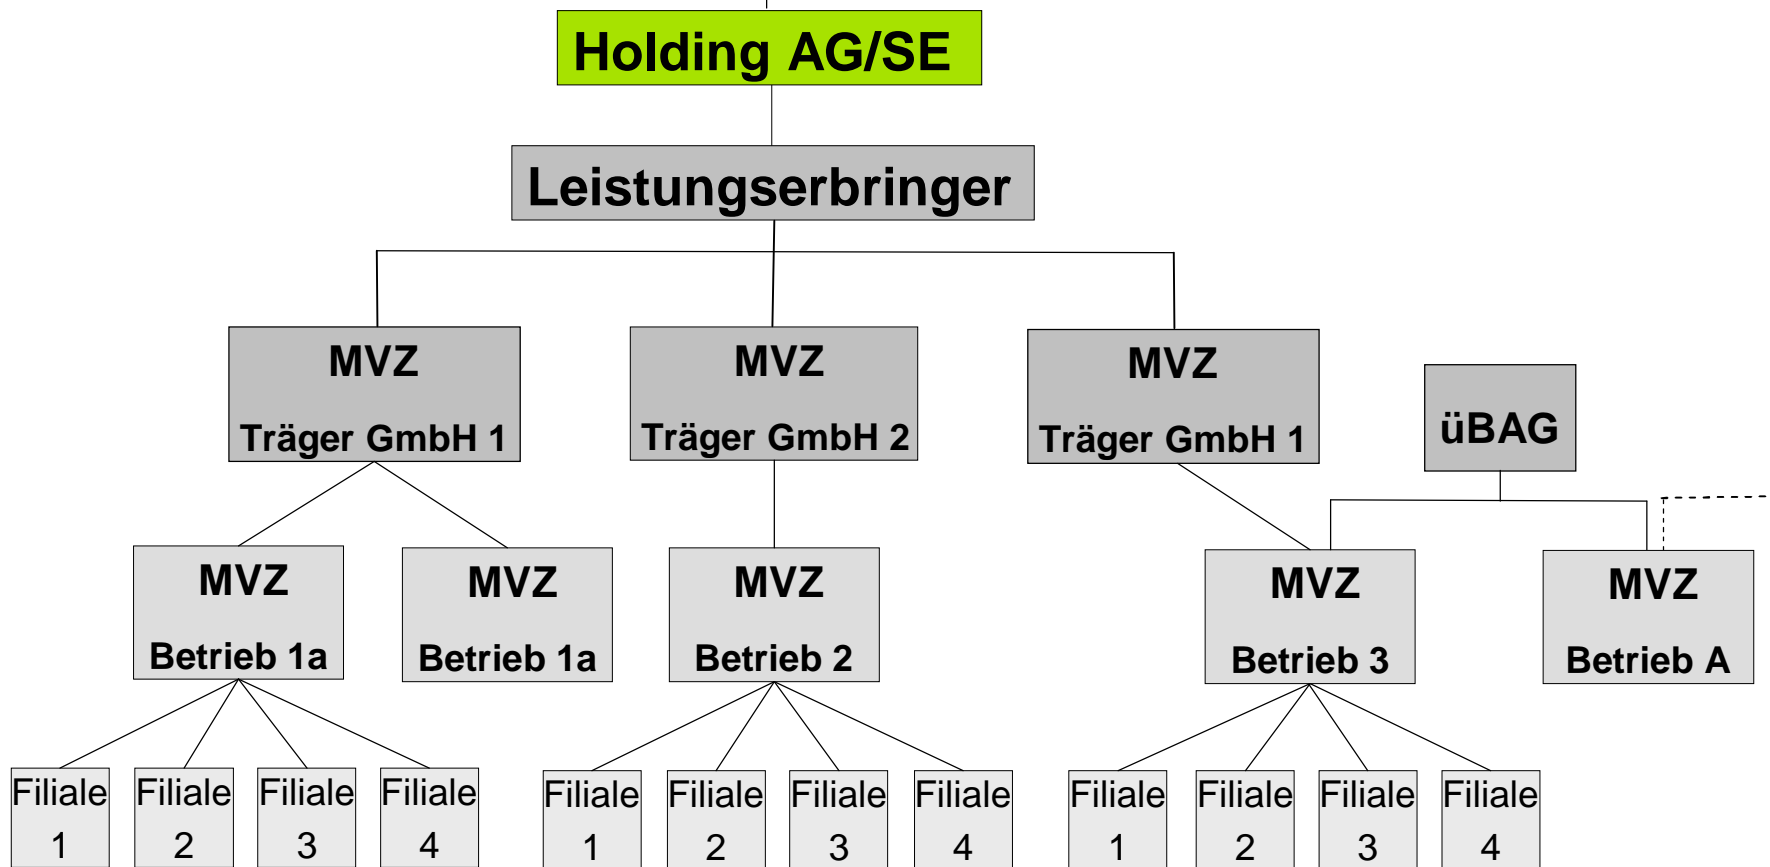 Holding AG/SE
Leistungserbringer
MVZ
Träger GmbH 1
MVZ
Träger GmbH 2
MVZ
Träger GmbH 1
üBAG
MVZ
Betrieb 1a
MVZ
Betrieb 1a
MVZ
Betrieb 2
MVZ
Betrieb 3
MVZ
Betrieb A
Filiale
1
Filiale
2
Filiale
3
Filiale
4
Filiale
1
Filiale
2
Filiale
3
Filiale
4
Filiale
1
Filiale
2
Filiale
3
Filiale
4